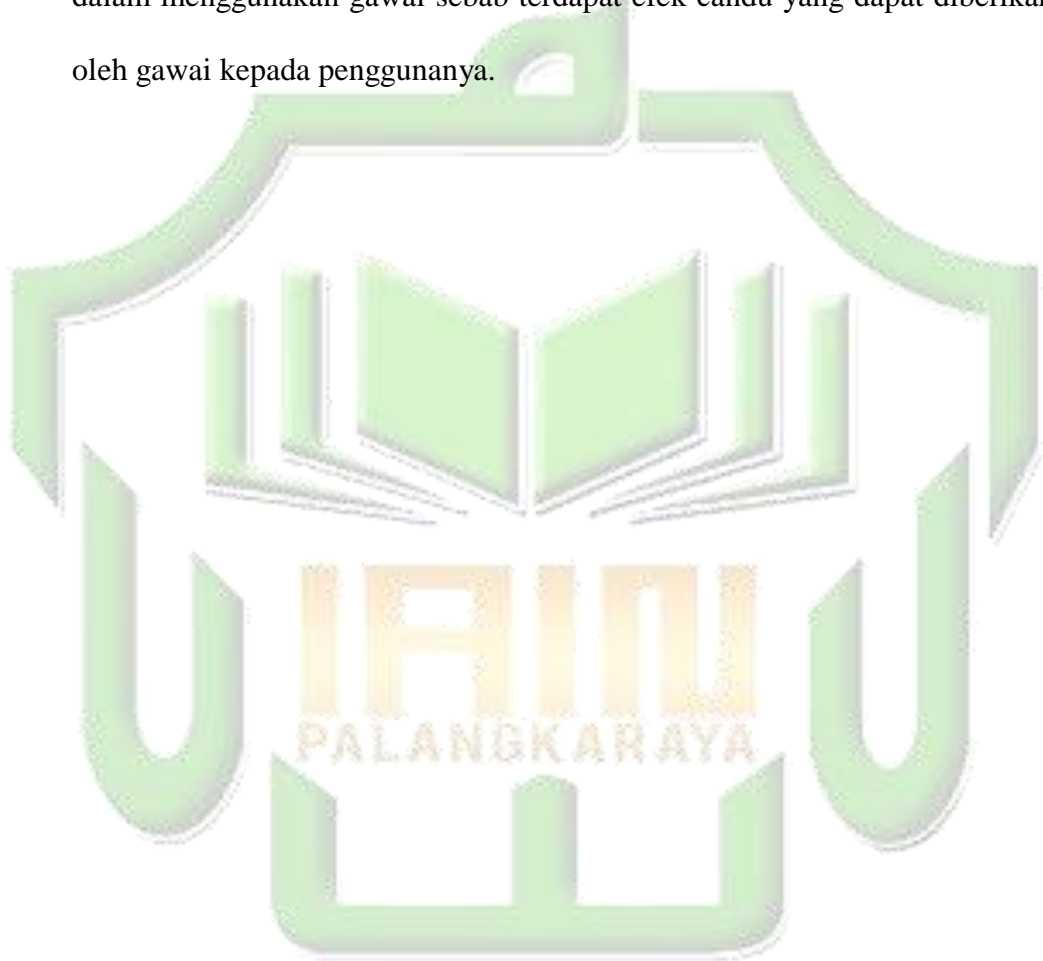 dalam menggunakan gawai sebab terdapat efek candu yang dapat diberikan
oleh gawai kepada penggunanya.
IAIN
PALANGKARAYA